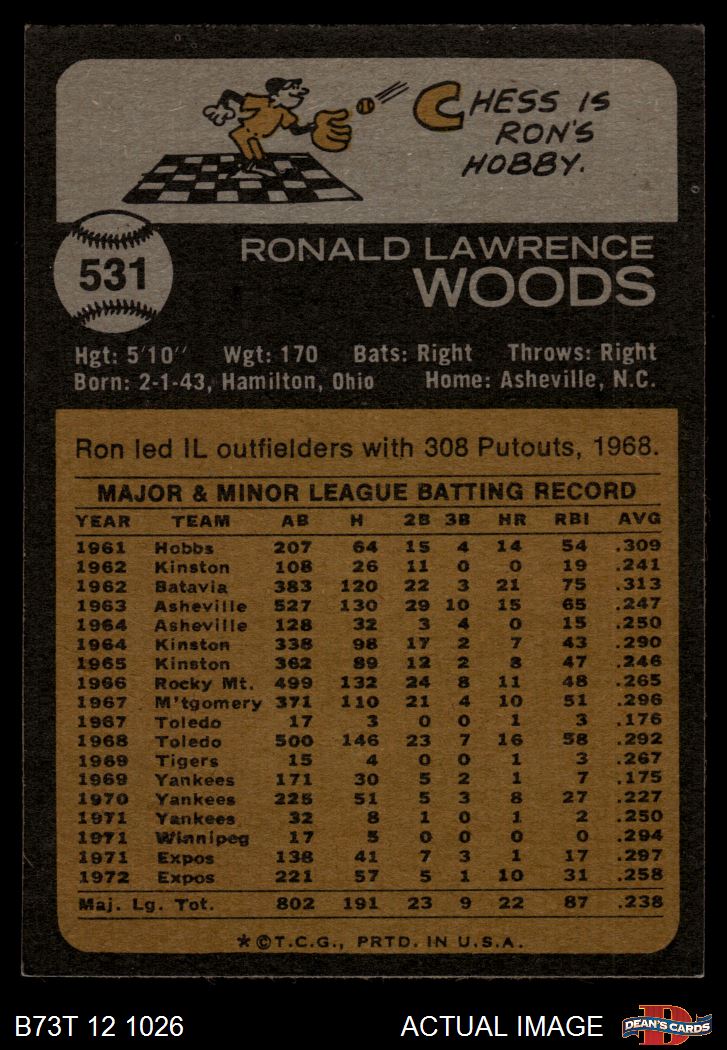 CHESS IS
RON'S
HOBBY.
531
RONALD LAWRENCE
WOODS
Hgt: 5'10" Wgt: 170 Bats: Right Throws: Right
Born: 2-1-43, Hamilton, Ohio Home: Asheville, N.C.
Ron led IL outfielders with 308 Putouts, 1968.
MAJOR & MINOR LEAGUE BATTING RECORD
YEAR TEAM AB H 2B 3B HR RBI AVG
1961 Hobbs 207 64 15 4 14 54 .309
1962 Kinston 108 26 11 0 0 19 .241
1962 Batavia 383 120 22 3 21 75 .313
1963 Asheville 527 130 29 10 15 65 .247
1964 Asheville 128 32 3 4 0 15 .250
1964 Kinston 338 98 17 2 7 43 .290
1965 Kinston 362 89 12 2 8 47 .246
1966 Rocky Mt. 499 132 24 8 11 48 .265
1967 M'tgomery 371 110 21 4 10 51 .296
1967 Toledo 17 3 0 0 1 3 .176
1968 Toledo 500 146 23 7 16 58 .292
1969 Tigers 15 4 0 0 1 3 .267
1969 Yankees 171 30 5 2 1 7 .175
1970 Yankees 225 51 5 3 8 27 .227
1971 Yankees 32 8 1 0 1 2 .250
1971 Winnipeg 17 5 0 0 0 0 .294
1971 Expos 138 41 7 3 1 17 .297
1972 Expos 221 57 5 1 10 31 .258
Maj. Lg. Tot. 802 191 23 9 22 87 .238
*©T.C.G., PRTD. IN U.S.A.
B73T 12 1026 ACTUAL IMAGE
D
DEAN'S CARDS